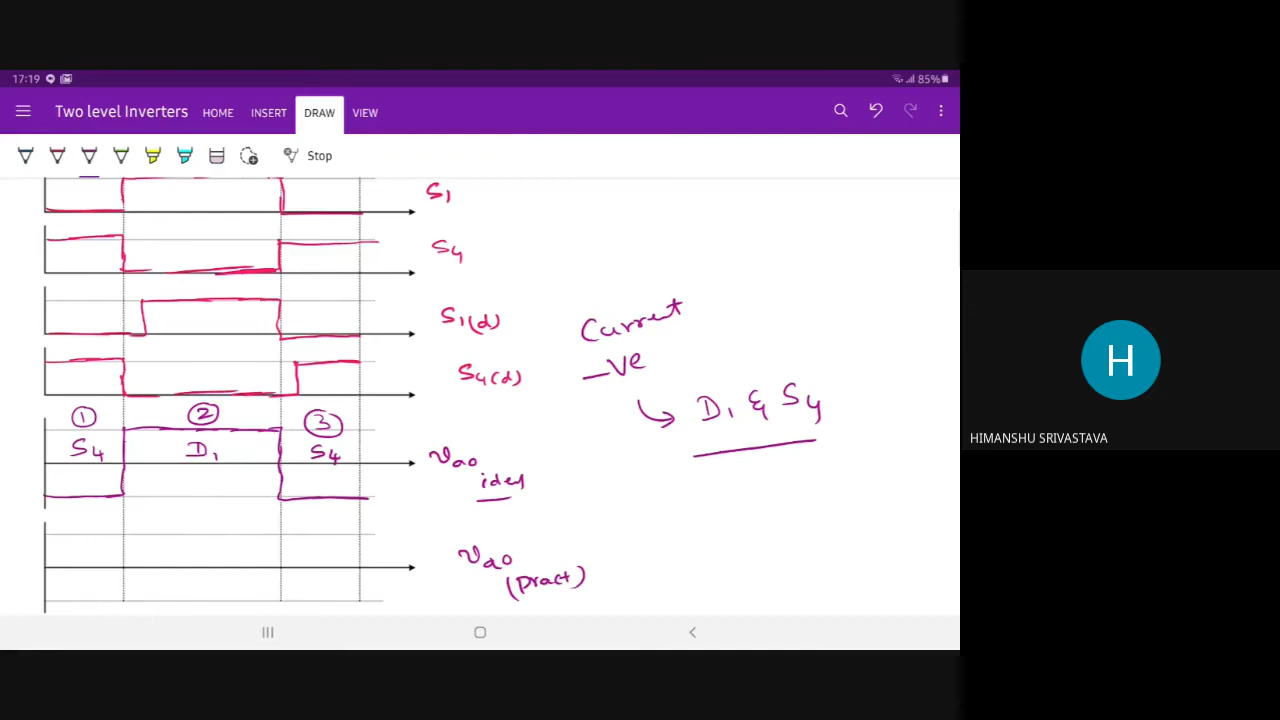 17:19
85%
Two level Inverters HOME INSERT DRAW VIEW
Stop
S1
S4
S1(d)
S4(d)
Current
-ve
D1 & S4
1 2 3
S4 D1 S4
Vao
ideal
Vao
(Pract)
H
HIMANSHU SRIVASTAVA